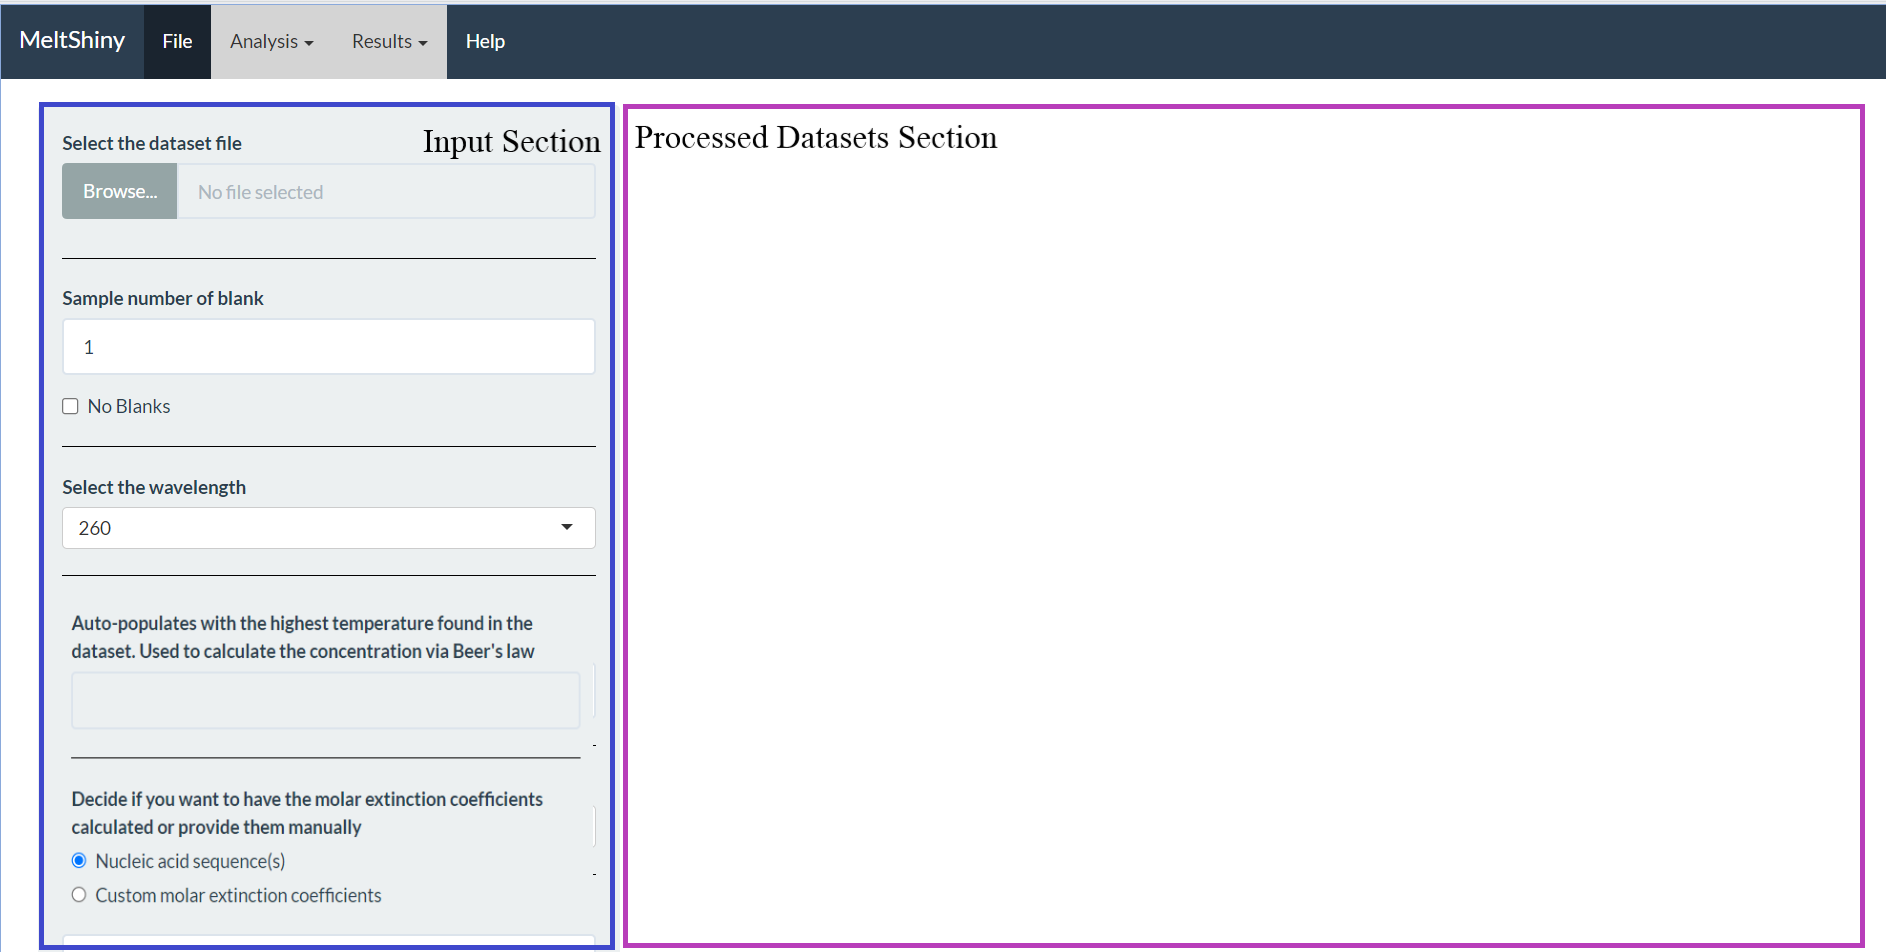 MeltShiny File Analysis Results Help
Select the dataset file
Input Section
Browse... No file selected
Sample number of blank
1
No Blanks
Select the wavelength
260
Auto-populates with the highest temperature found in the
dataset. Used to calculate the concentration via Beer's law
Decide if you want to have the molar extinction coefficients
calculated or provide them manually
Nucleic acid sequence(s)
Custom molar extinction coefficients
Processed Datasets Section